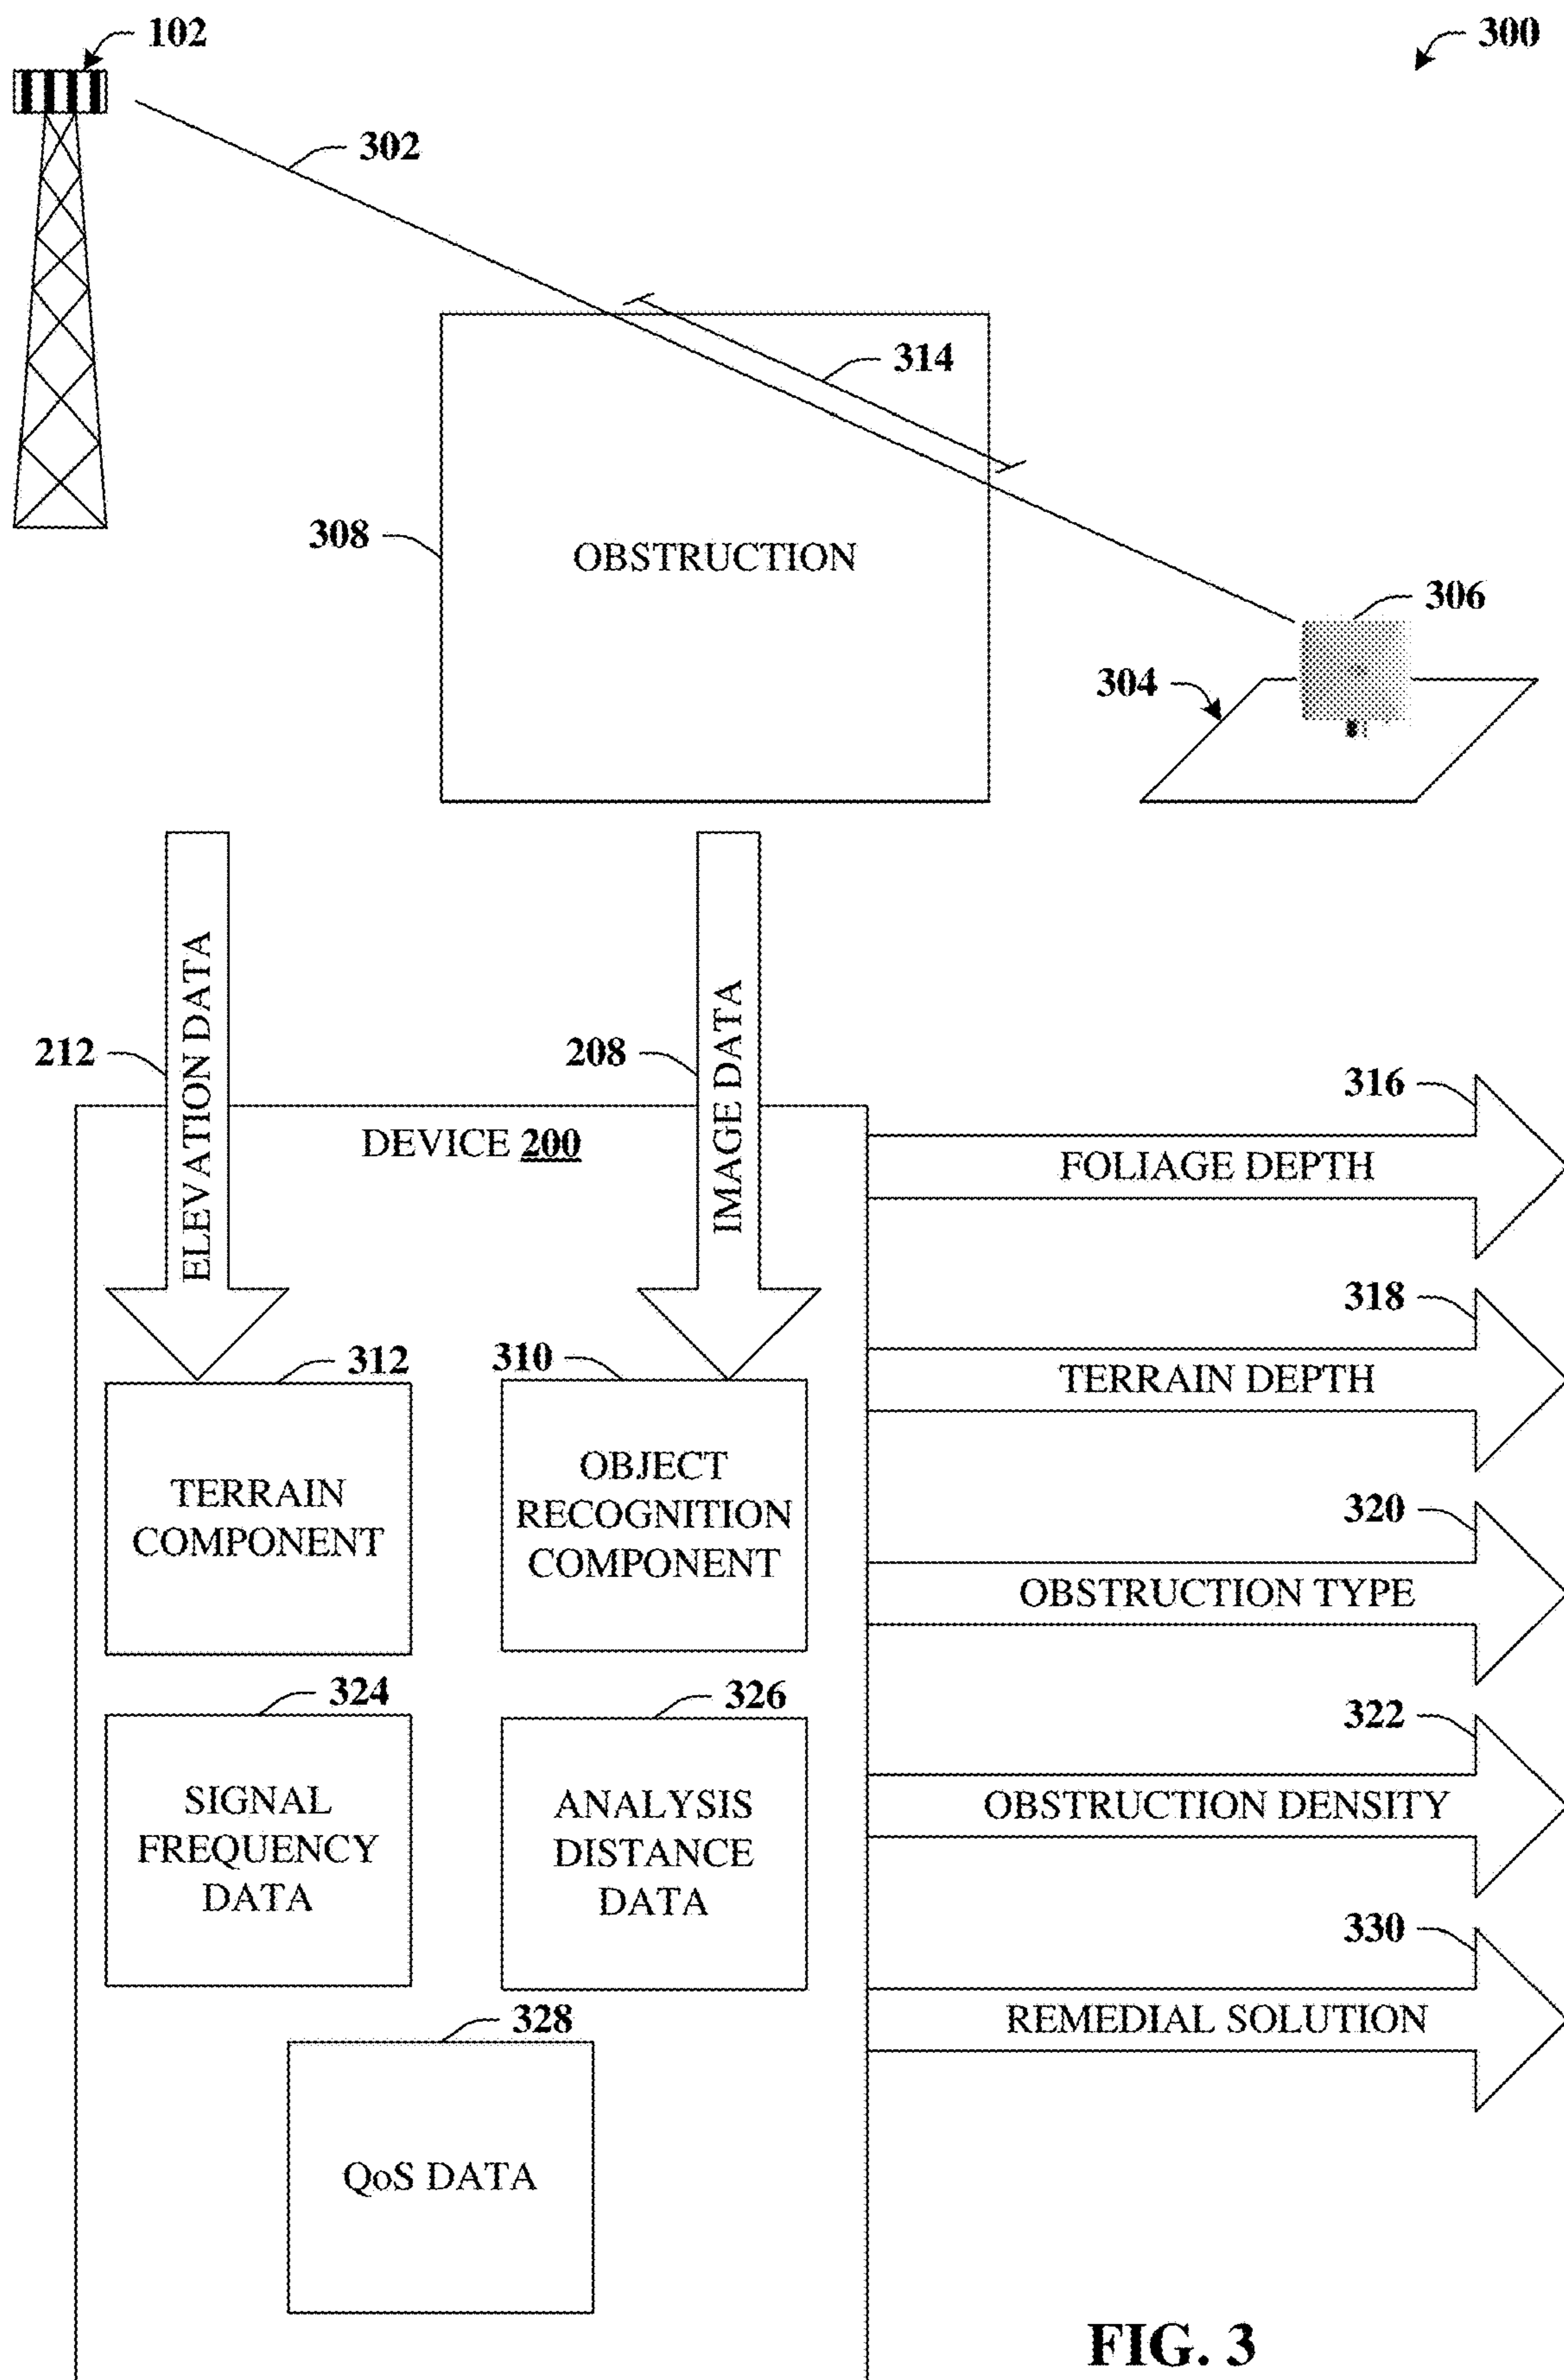 102
300
302
314
308
OBSTRUCTION
306
304
212
ELEVATION DATA
208
IMAGE DATA
DEVICE 200
316
FOLIAGE DEPTH
318
TERRAIN DEPTH
312
TERRAIN
COMPONENT
310
OBJECT
RECOGNITION
COMPONENT
320
OBSTRUCTION TYPE
324
SIGNAL
FREQUENCY
DATA
326
ANALYSIS
DISTANCE
DATA
322
OBSTRUCTION DENSITY
330
REMEDIAL SOLUTION
328
QoS DATA
FIG. 3